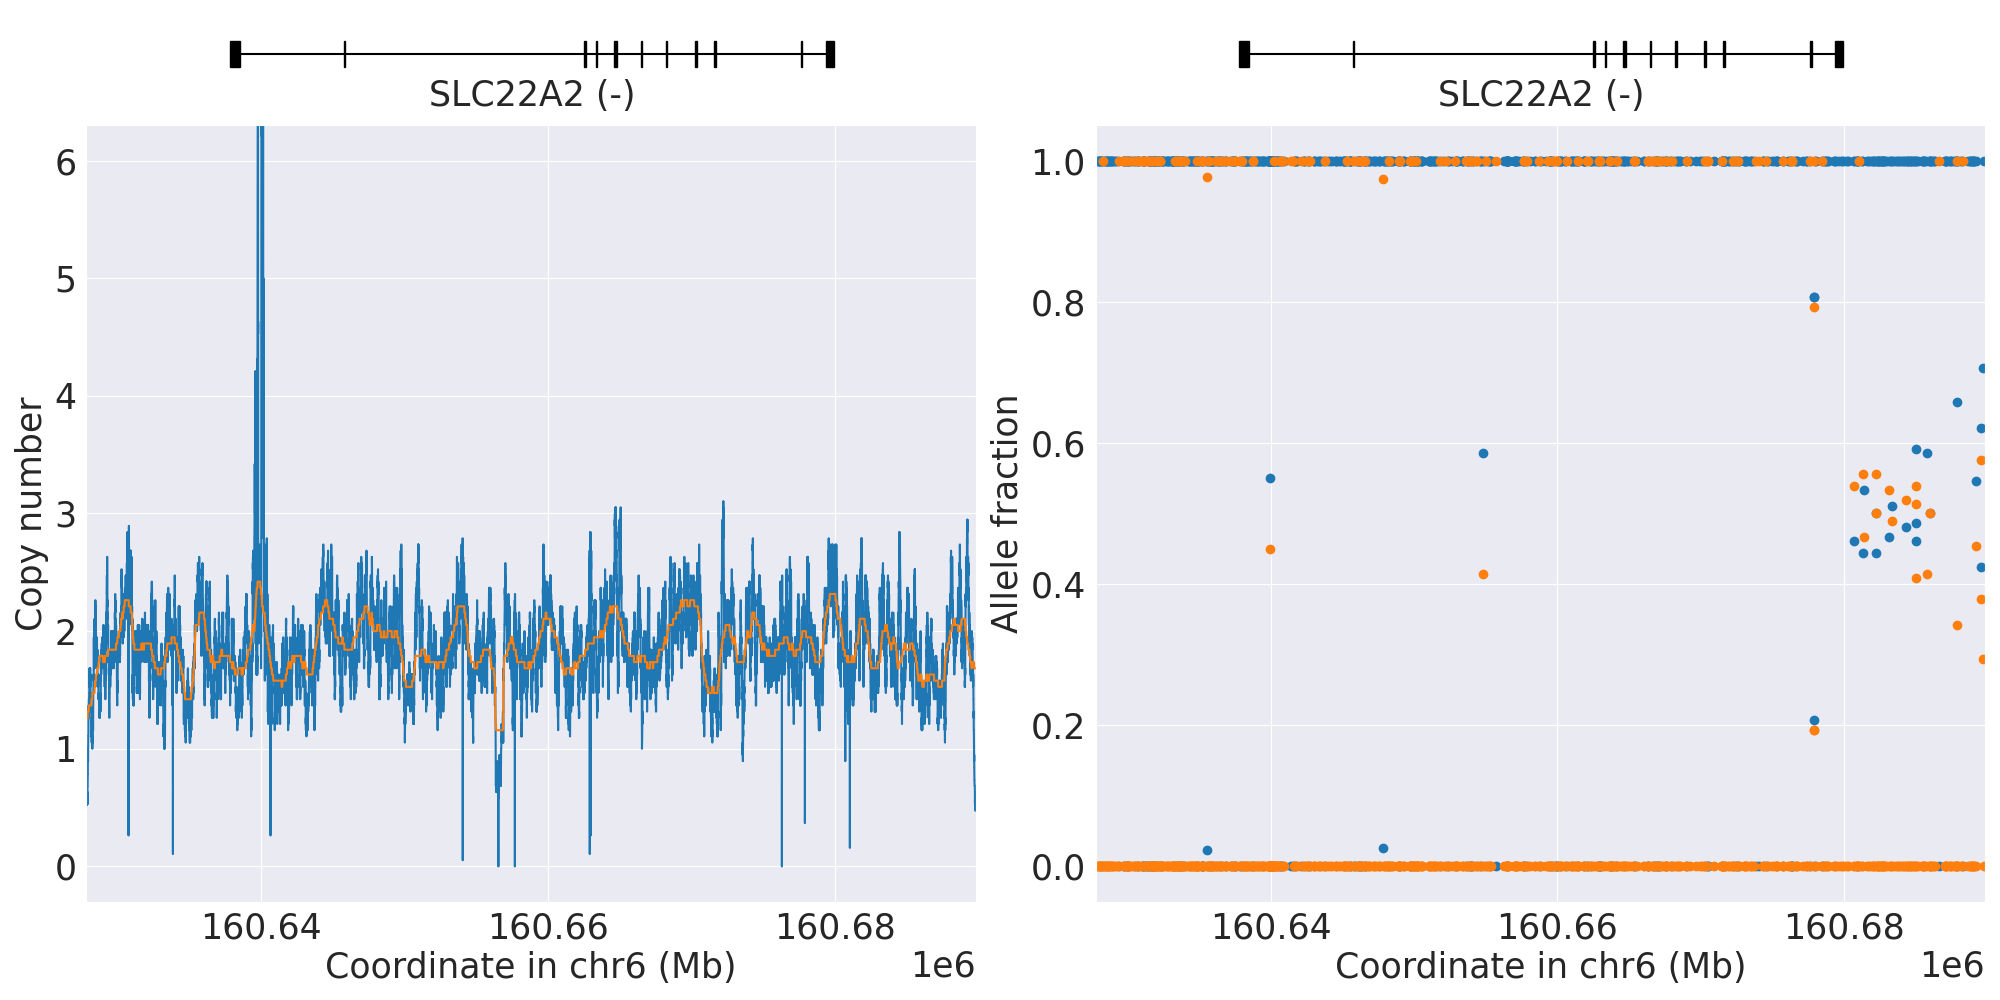 SLC22A2 (-)
6
5
4
3
2
1
0
Copy number
160.64
160.66
160.68
Coordinate in chr6 (Mb)
1e6
SLC22A2 (-)
1.0
0.8
0.6
0.4
0.2
0.0
Allele fraction
160.64
160.66
160.68
Coordinate in chr6 (Mb)
1e6